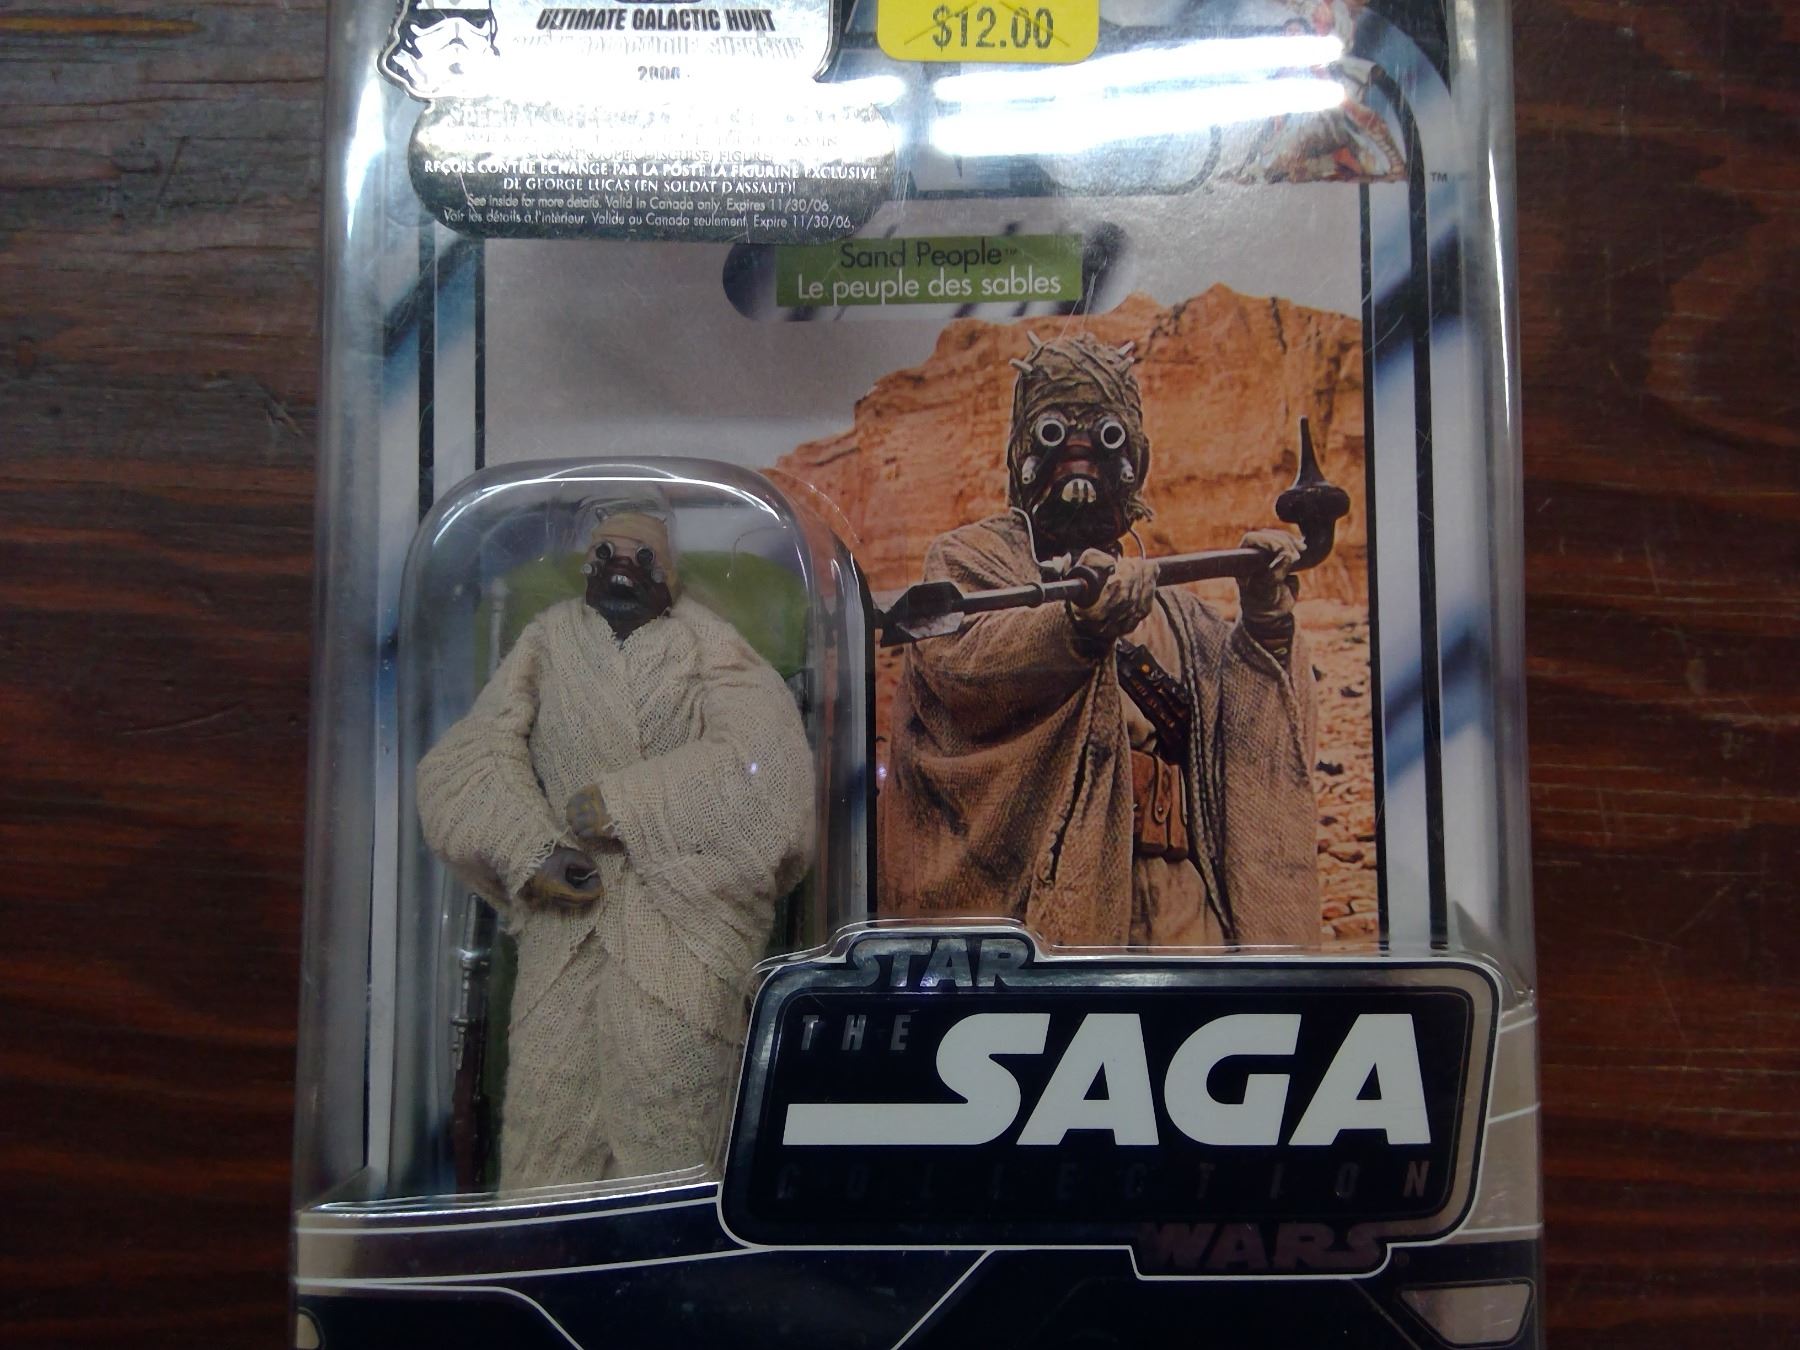 ULTIMATE GALACTIC HUNT
$12.00
REÇOIS CONTRE ÉCHANGE PAR LA POSTE LA FIGURINE EXCLUSIVE
DE GEORGE LUCAS (EN SOLDAT D'ASSAUT)!
See inside for more details. Valid in Canada only. Expires 11/30/06.
Voir les détails à l'intérieur. Valide au Canada seulement. Expire 11/30/06.
™
Sand People™
Le peuple des sables
STAR
THE
SAGA
COLLECTION
WARS®